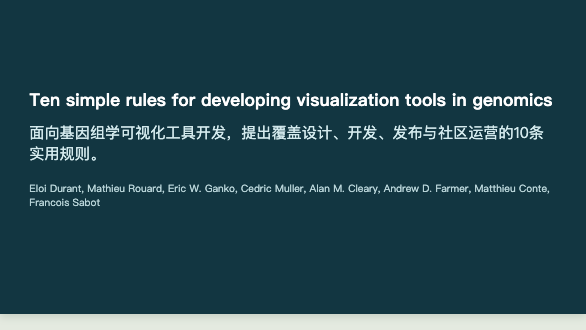 Ten simple rules for developing visualization tools in genomics
面向基因组学可视化工具开发，提出覆盖设计、开发、发布与社区运营的10条
实用规则。
Eloi Durant, Mathieu Rouard, Eric W. Ganko, Cedric Muller, Alan M. Cleary, Andrew D. Farmer, Matthieu Conte,
Francois Sabot